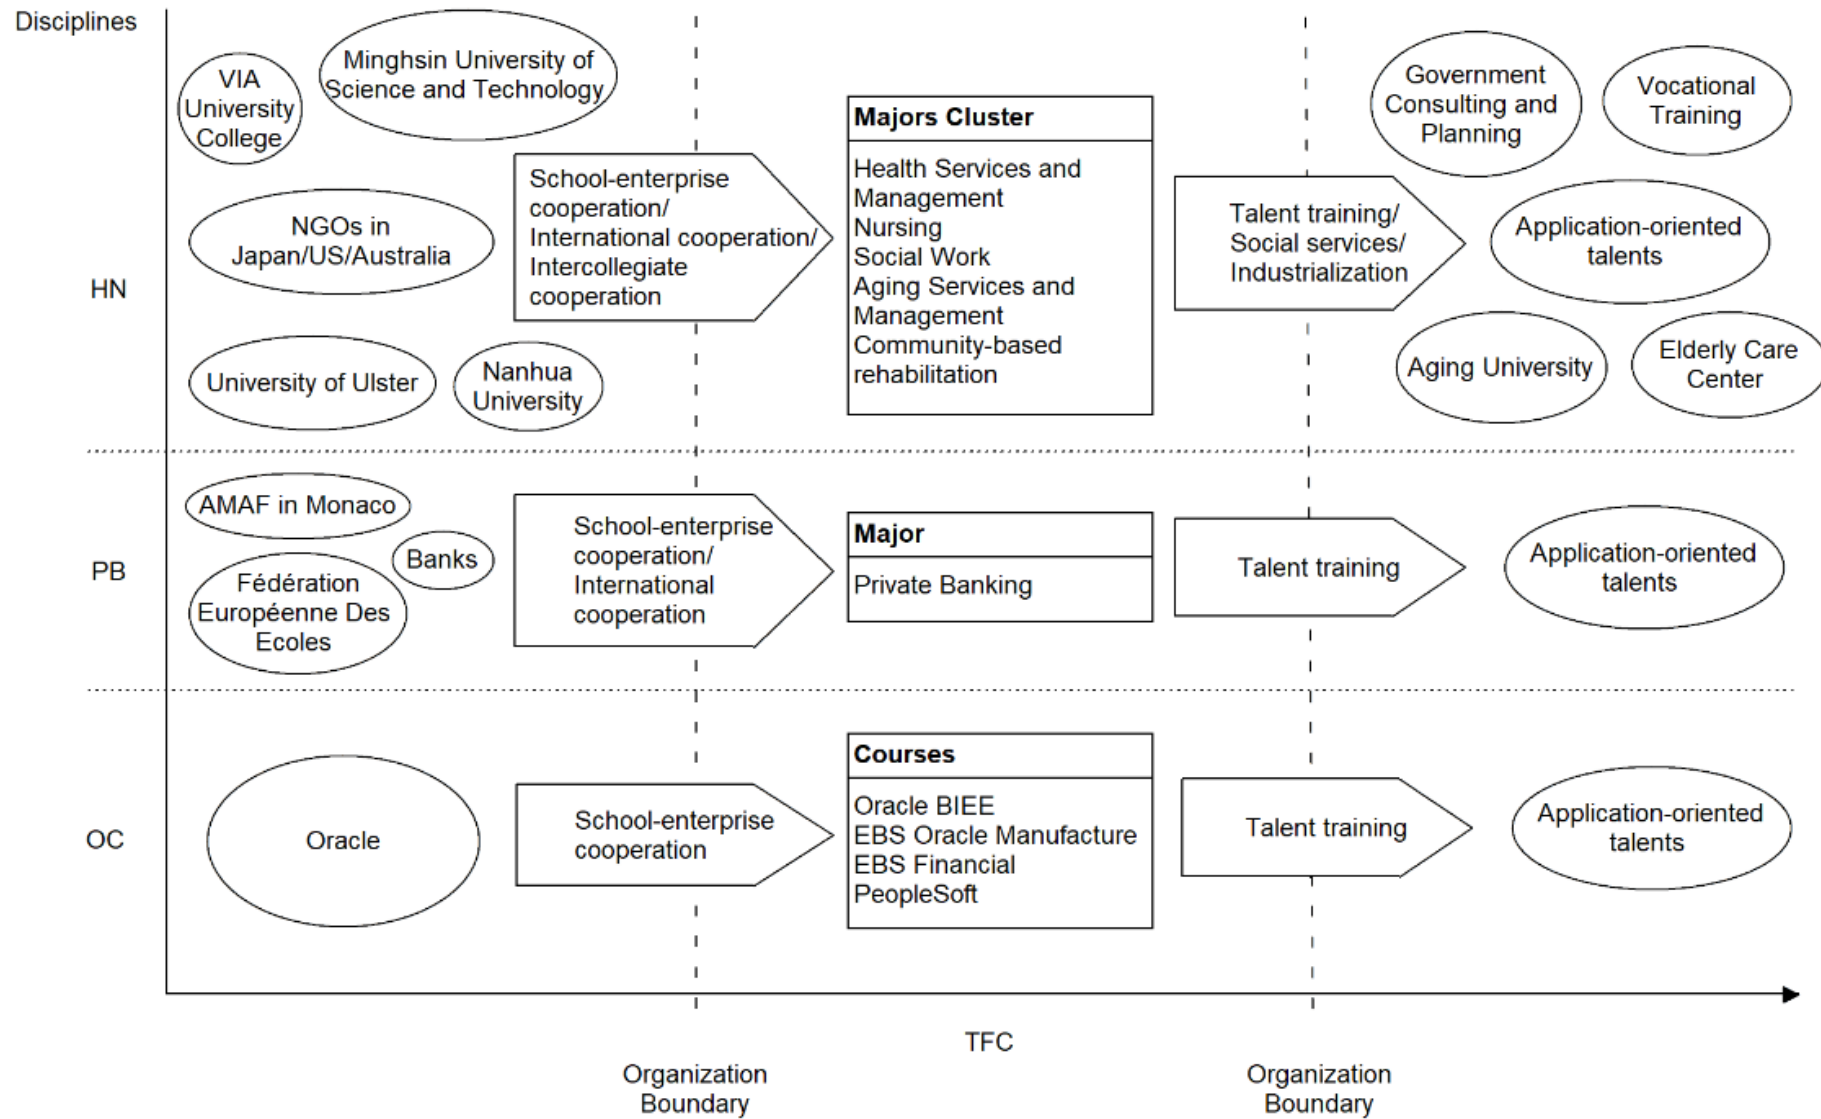 Disciplines
VIA
University
College
Minghsin University of
Science and Technology
NGOs in
Japan/US/Australia
University of Ulster
Nanhua
University
HN
School-enterprise
cooperation/
International cooperation/
Intercollegiate
cooperation
Majors Cluster
Health Services and
Management
Nursing
Social Work
Aging Services and
Management
Community-based
rehabilitation
Talent training/
Social services/
Industrialization
Government
Consulting and
Planning
Vocational
Training
Application-oriented
talents
Aging University
Elderly Care
Center
PB
AMAF in Monaco
Banks
Fédération
Européenne Des
Ecoles
School-enterprise
cooperation/
International
cooperation
Major
Private Banking
Talent training
Application-oriented
talents
OC
Oracle
School-enterprise
cooperation
Courses
Oracle BIEE
EBS Oracle Manufacture
EBS Financial
PeopleSoft
Talent training
Application-oriented
talents
TFC
Organization
Boundary
Organization
Boundary